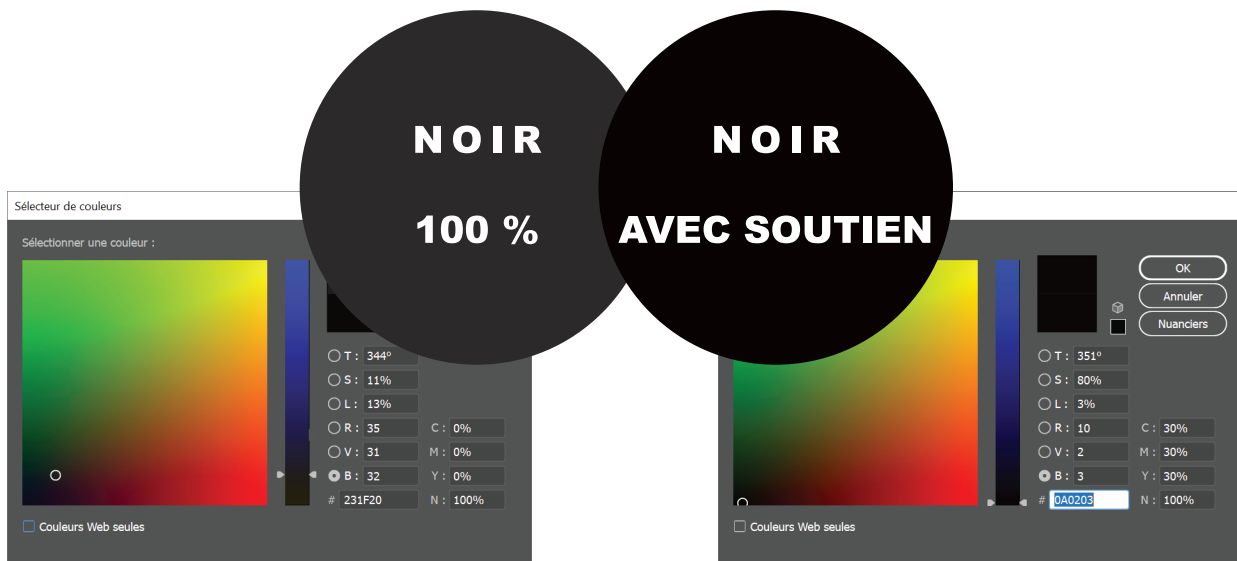 NOIR
100 %
NOIR
AVEC SOUTIEN
Sélecteur de couleurs
Sélectionner une couleur :
T : 344°
S : 11%
L : 13%
R : 35 C : 0%
V : 31 M : 0%
B : 32 Y : 0%
# 231F20 N : 100%
Couleurs Web seules
OK
Annuler
Nuanciers
T : 351°
S : 80%
L : 3%
R : 10 C : 30%
V : 2 M : 30%
B : 3 Y : 30%
# 0A0203 N : 100%
Couleurs Web seules